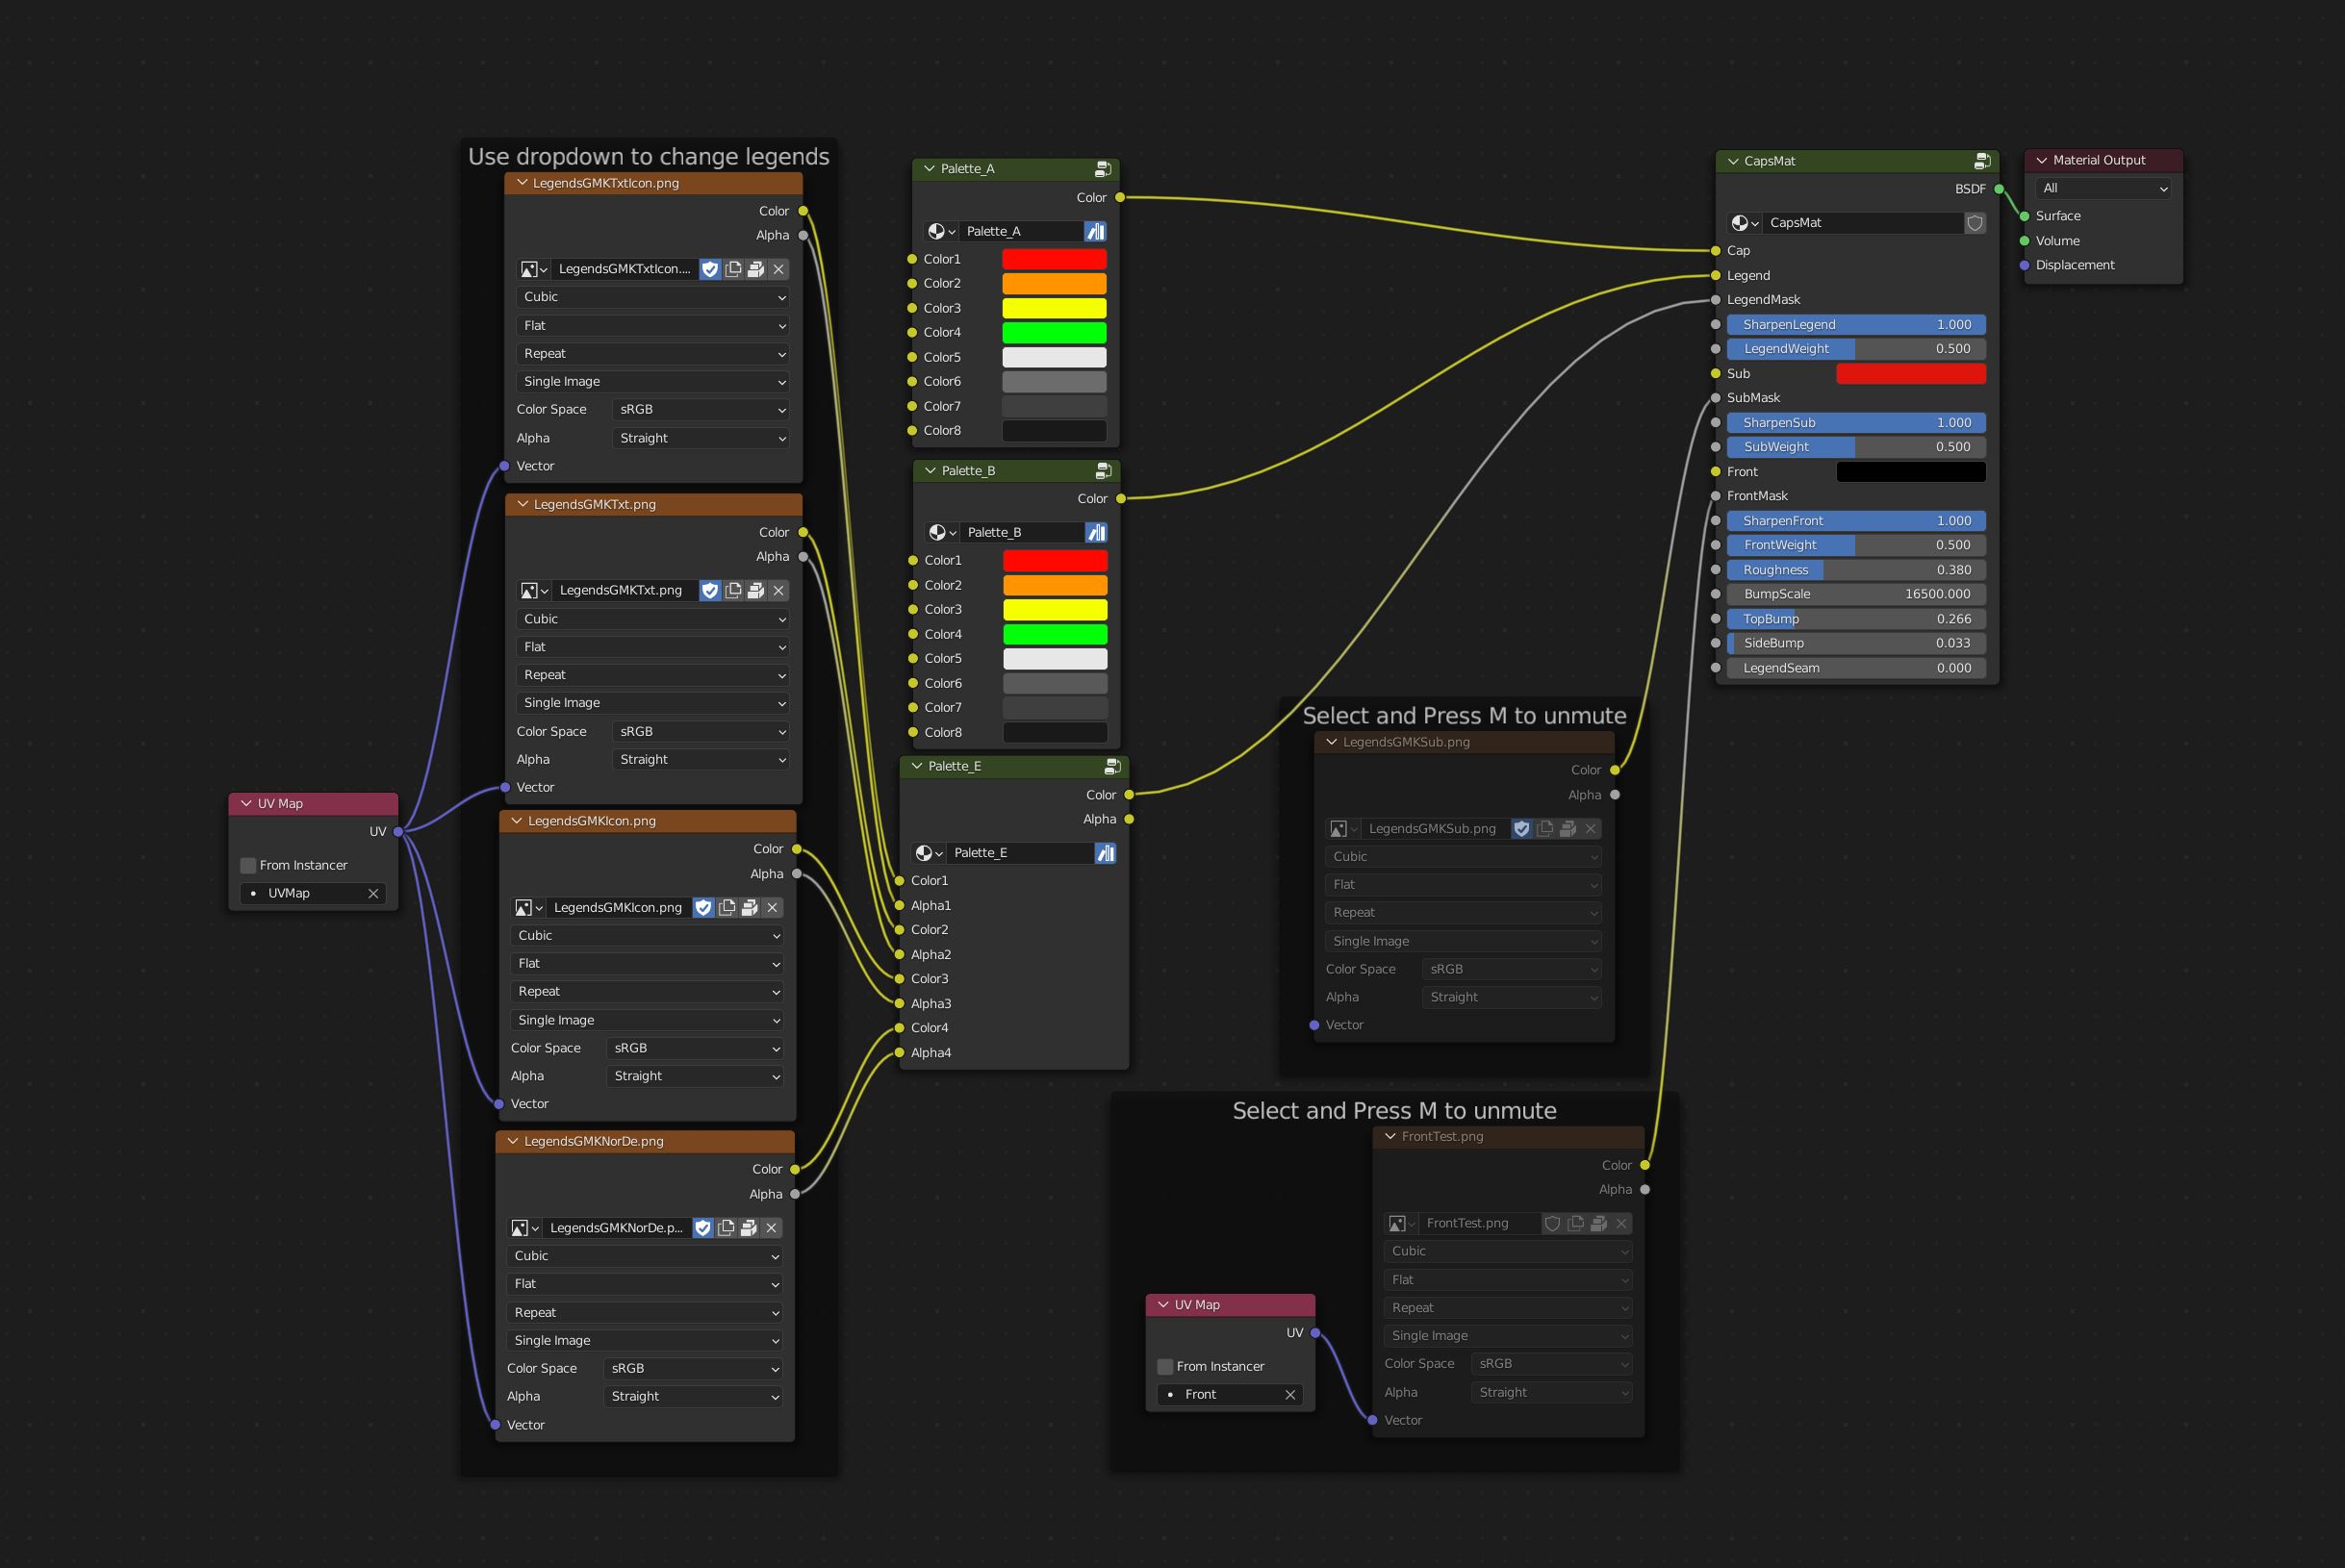 Use dropdown to change legends
LegendsGMKTxtIcon.png
Color
Alpha
LegendsGMKTxtIcon....
Cubic
Flat
Repeat
Single Image
Color Space sRGB
Alpha Straight
Vector
LegendsGMKTxt.png
Color
Alpha
LegendsGMKTxt.png
Cubic
Flat
Repeat
Single Image
Color Space sRGB
Alpha Straight
Vector
UV Map
UV
From Instancer
UVMap
LegendsGMKIcon.png
Color
Alpha
LegendsGMKIcon.png
Cubic
Flat
Repeat
Single Image
Color Space sRGB
Alpha Straight
Vector
LegendsGMKNorDe.png
Color
Alpha
LegendsGMKNorDe.p...
Cubic
Flat
Repeat
Single Image
Color Space sRGB
Alpha Straight
Vector
Palette_A
Color
Palette_A
Color1
Color2
Color3
Color4
Color5
Color6
Color7
Color8
Palette_B
Color
Palette_B
Color1
Color2
Color3
Color4
Color5
Color6
Color7
Color8
Palette_E
Color
Alpha
Palette_E
Color1
Alpha1
Color2
Alpha2
Color3
Alpha3
Color4
Alpha4
Select and Press M to unmute
LegendsGMKSub.png
Color
Alpha
LegendsGMKSub.png
Cubic
Flat
Repeat
Single Image
Color Space sRGB
Alpha Straight
Vector
Select and Press M to unmute
FrontTest.png
Color
Alpha
FrontTest.png
Cubic
Flat
Repeat
Single Image
Color Space sRGB
Alpha Straight
Vector
UV Map
UV
From Instancer
Front
CapsMat
BSDF
CapsMat
Cap
Legend
LegendMask
SharpenLegend 1.000
LegendWeight 0.500
Sub
SubMask
SharpenSub 1.000
SubWeight 0.500
Front
FrontMask
SharpenFront 1.000
FrontWeight 0.500
Roughness 0.380
BumpScale 16500.000
TopBump 0.266
SideBump 0.033
LegendSeam 0.000
Material Output
All
Surface
Volume
Displacement